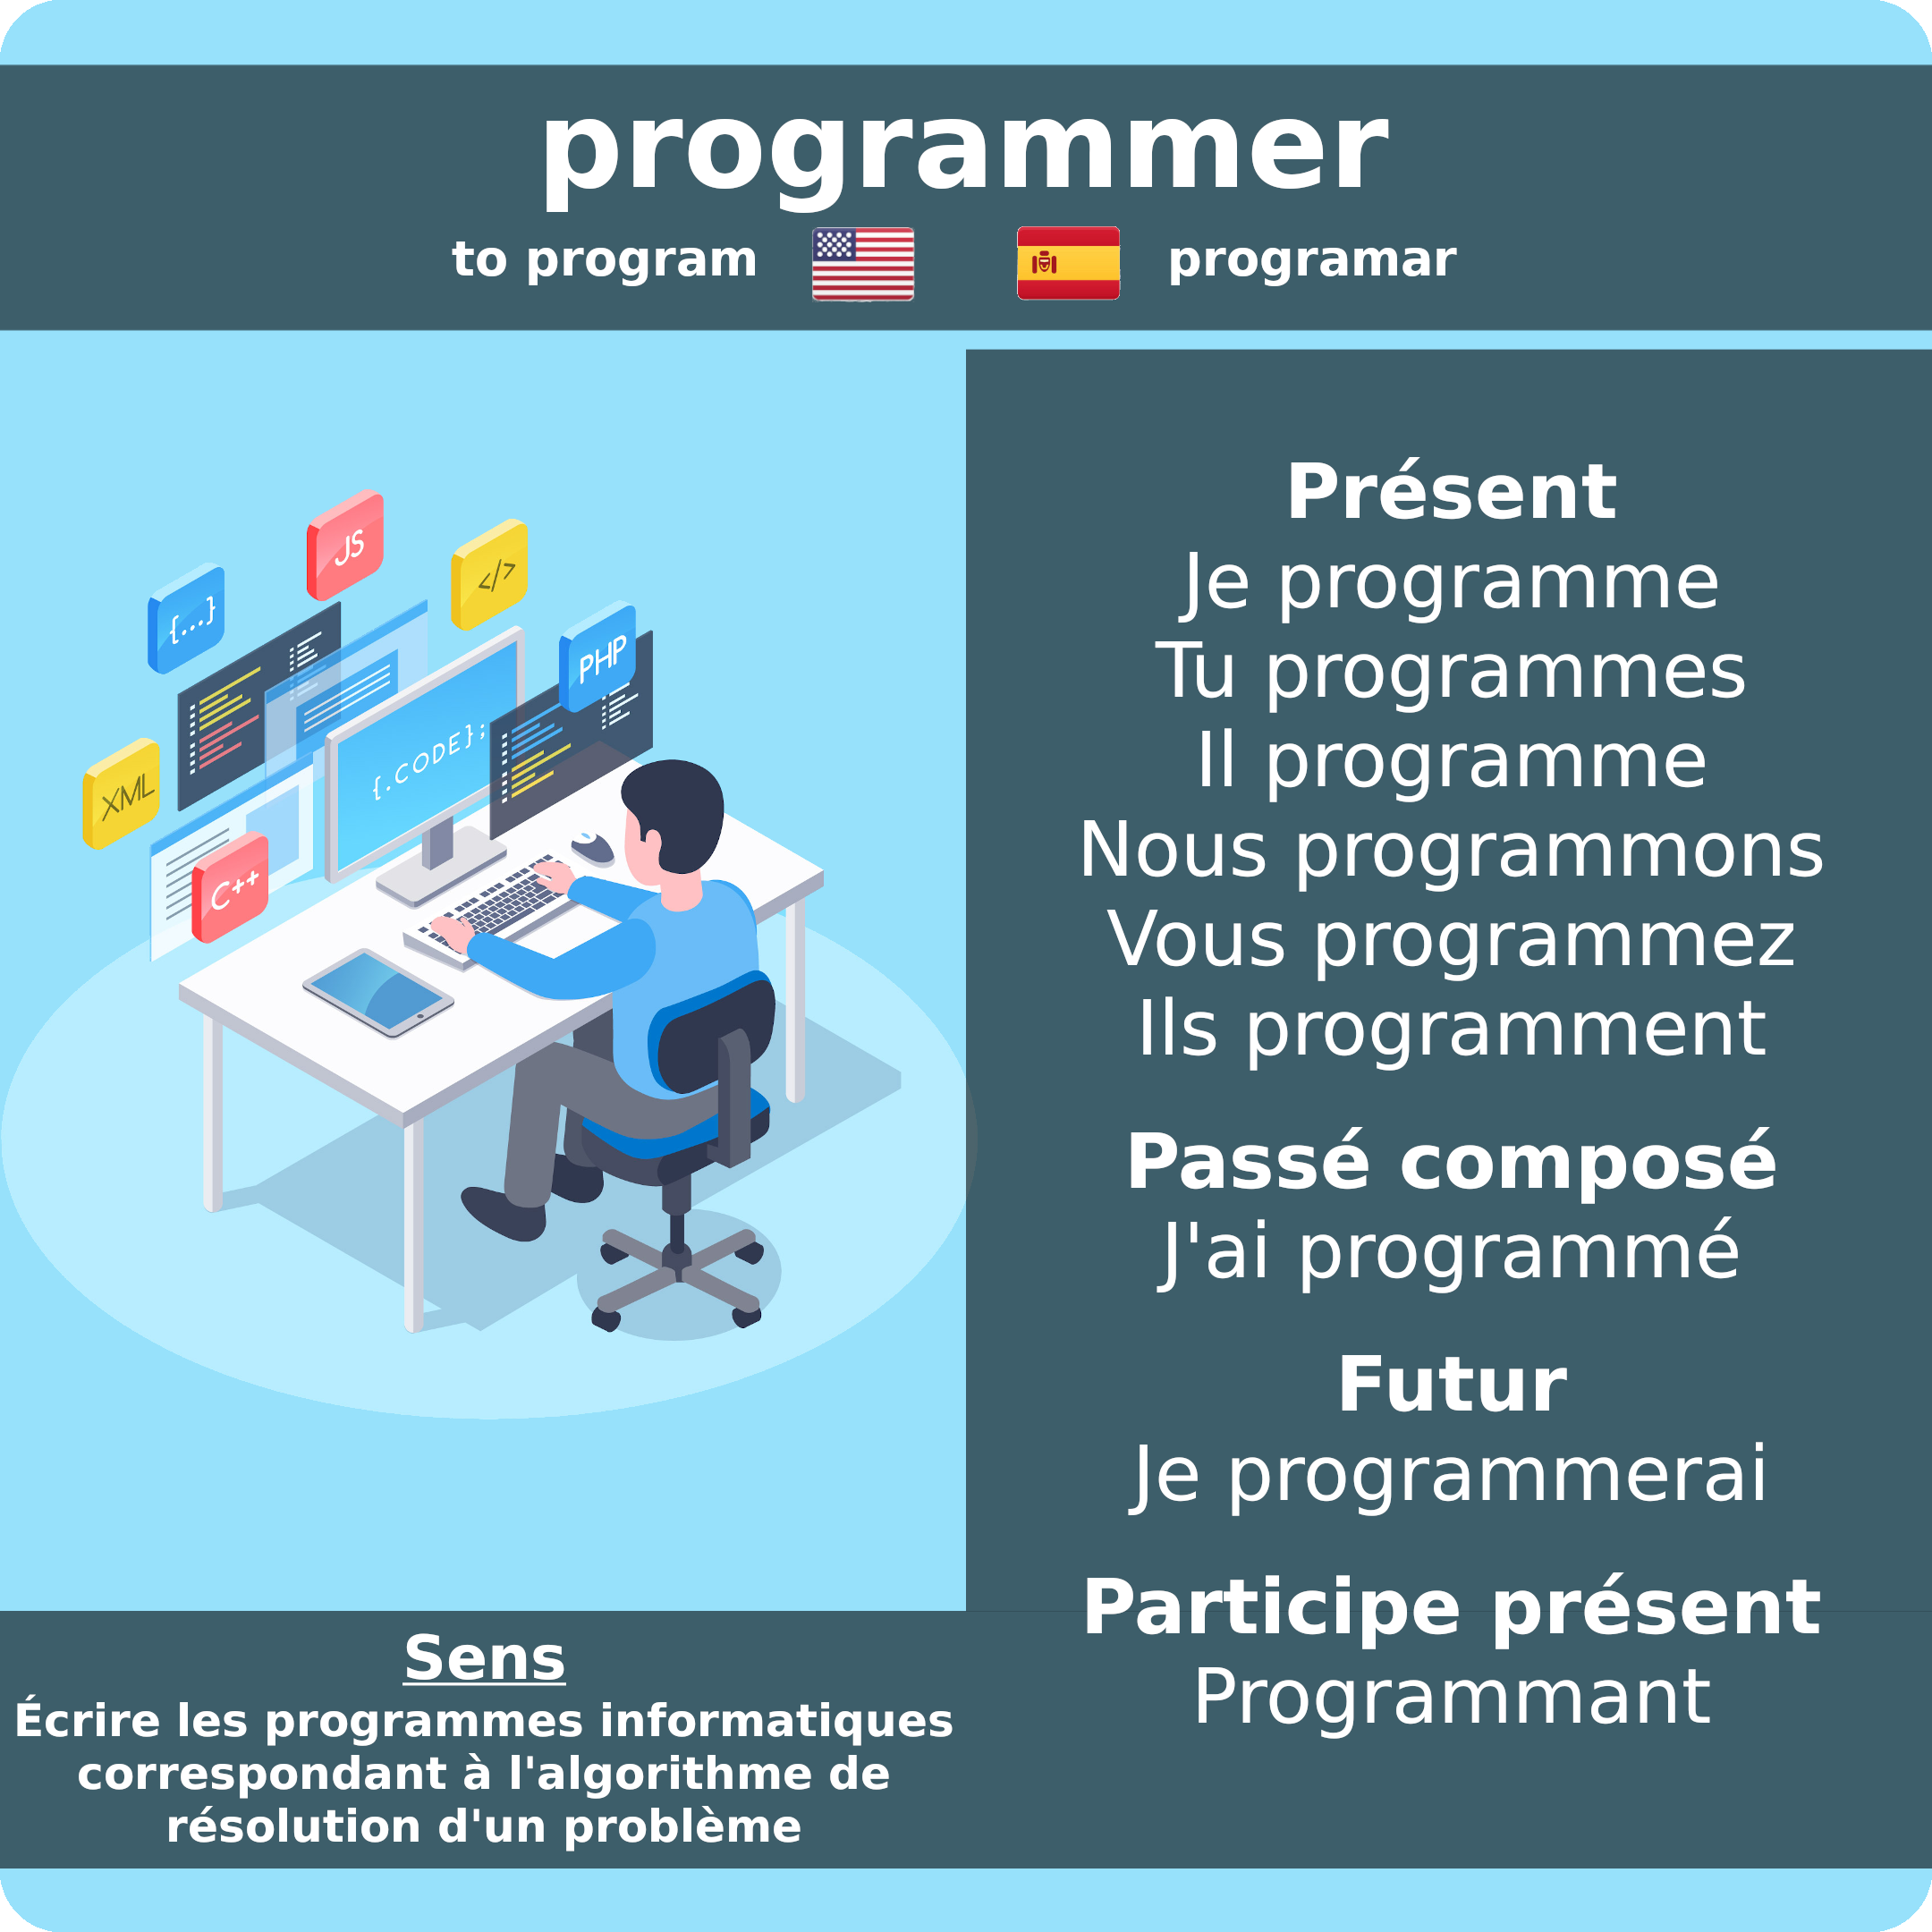 programmer
to program
programar
JS
</>
{...}
PHP
{.CODE};
XML
C++
Présent
Je programme
Tu programmes
Il programme
Nous programmons
Vous programmez
Ils programment
Passé composé
J'ai programmé
Futur
Je programmerai
Participe présent
Programmant
Sens
Écrire les programmes informatiques
correspondant à l'algorithme de
résolution d'un problème